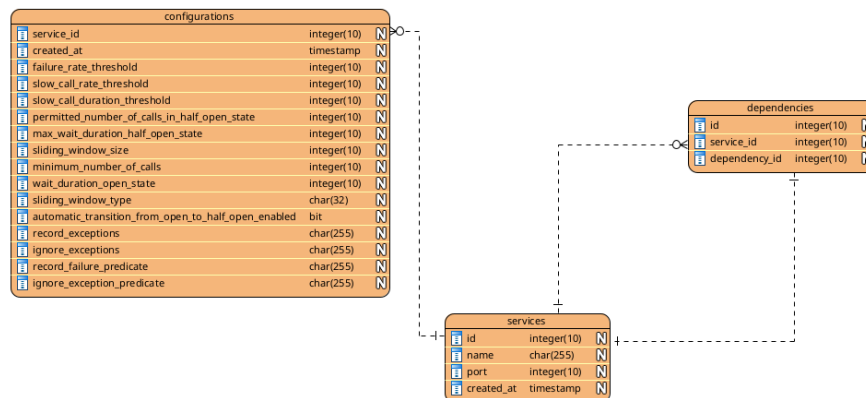 configurations
service_id integer(10) N
created_at timestamp N
failure_rate_threshold integer(10) N
slow_call_rate_threshold integer(10) N
slow_call_duration_threshold integer(10) N
permitted_number_of_calls_in_half_open_state integer(10) N
max_wait_duration_half_open_state integer(10) N
sliding_window_size integer(10) N
minimum_number_of_calls integer(10) N
wait_duration_open_state integer(10) N
sliding_window_type char(32) N
automatic_transition_from_open_to_half_open_enabled bit N
record_exceptions char(255) N
ignore_exceptions char(255) N
record_failure_predicate char(255) N
ignore_exception_predicate char(255) N
dependencies
id integer(10) N
service_id integer(10) N
dependency_id integer(10) N
services
id integer(10) N
name char(255) N
port integer(10) N
created_at timestamp N